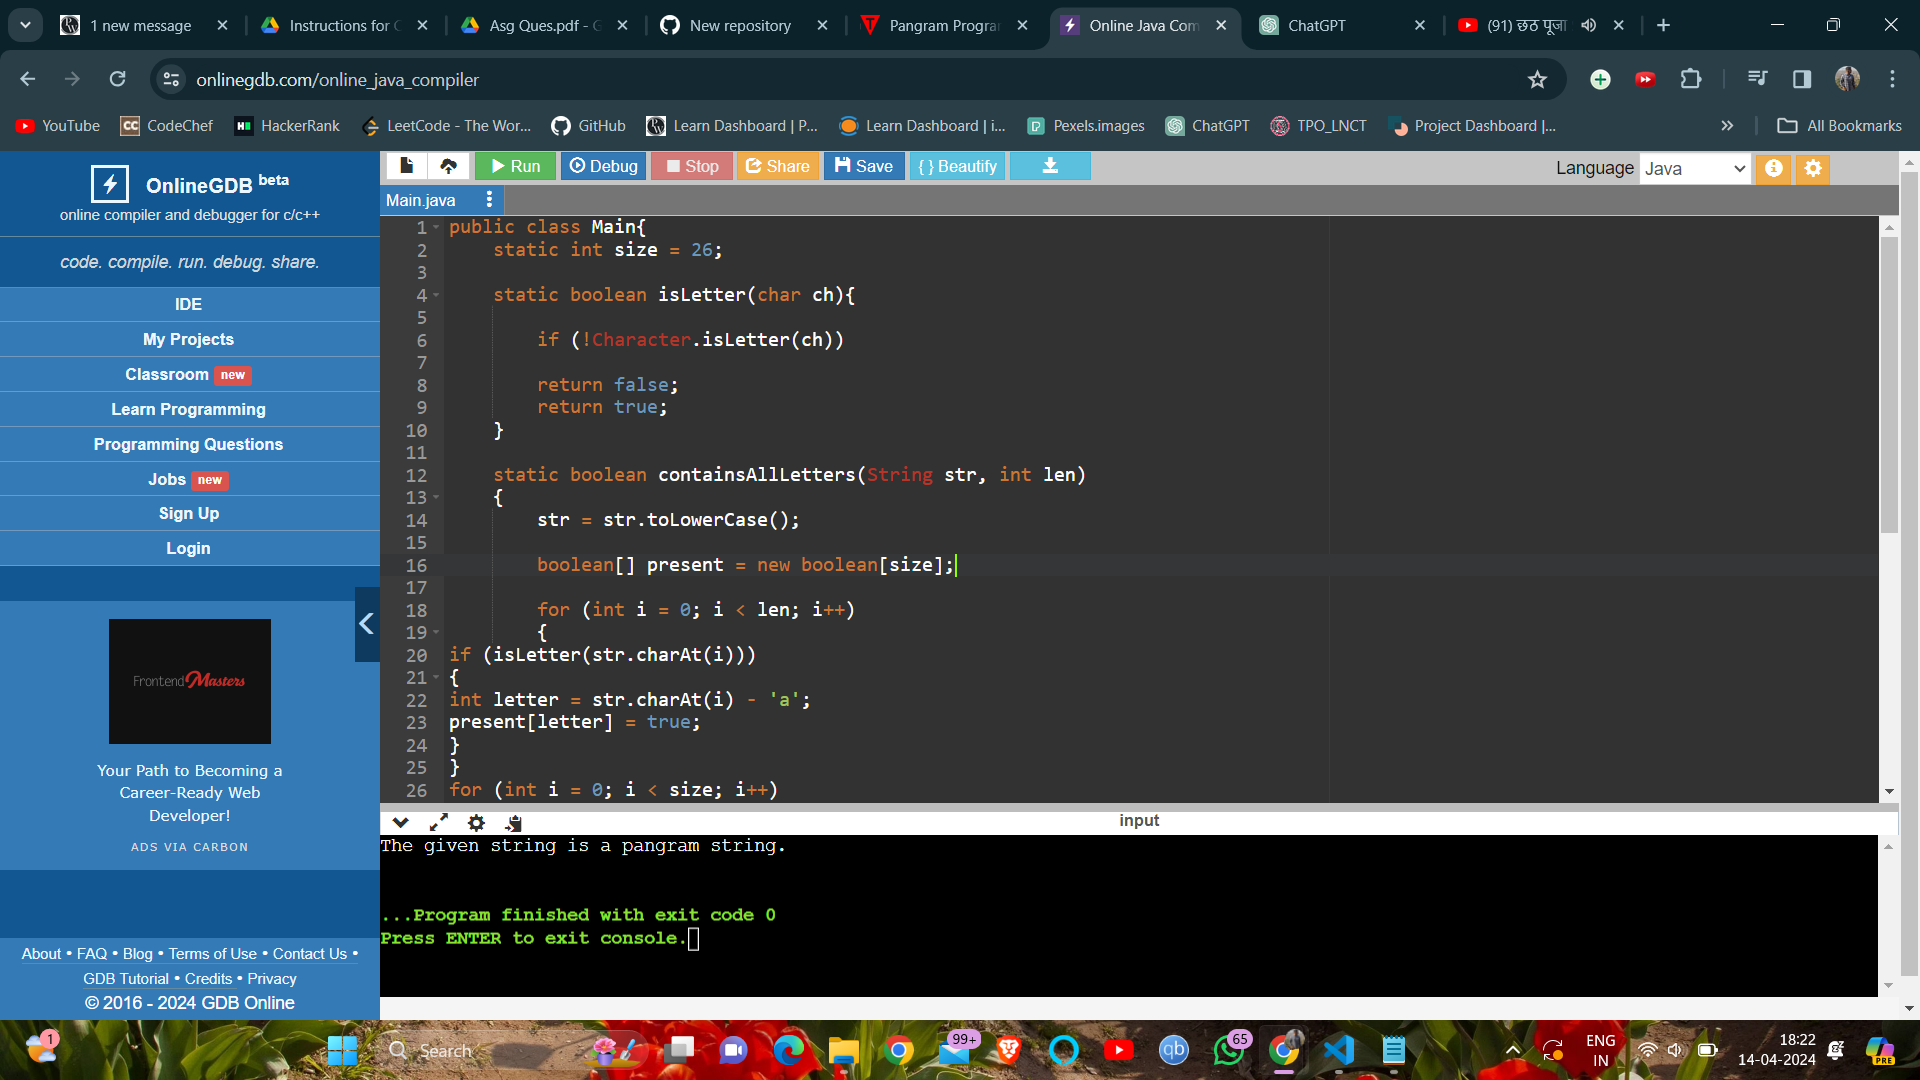 1 new message
Instructions for C
Asg Ques.pdf - G
New repository
Pangram Program
Online Java Com
ChatGPT
(91) छठ पूजा
onlinegdb.com/online_java_compiler
YouTube
CC CodeChef
H HackerRank
LeetCode - The Wor...
GitHub
Learn Dashboard | P...
Learn Dashboard | i...
Pexels.images
ChatGPT
TPO_LNCT
Project Dashboard |...
»
All Bookmarks
OnlineGDB beta
online compiler and debugger for c/c++
code. compile. run. debug. share.
IDE
My Projects
Classroom new
Learn Programming
Programming Questions
Jobs new
Sign Up
Login
Frontend Masters
Your Path to Becoming a
Career-Ready Web
Developer!
ADS VIA CARBON
About • FAQ • Blog • Terms of Use • Contact Us •
GDB Tutorial • Credits • Privacy
© 2016 - 2024 GDB Online
Run Debug Stop Share Save { } Beautify
Language Java
Main.java
1 public class Main{
2 static int size = 26;
3
4 static boolean isLetter(char ch){
5
6 if (!Character.isLetter(ch))
7
8 return false;
9 return true;
10 }
11
12 static boolean containsAllLetters(String str, int len)
13 {
14 str = str.toLowerCase();
15
16 boolean[] present = new boolean[size];
17
18 for (int i = 0; i < len; i++)
19 {
20 if (isLetter(str.charAt(i)))
21 {
22 int letter = str.charAt(i) - 'a';
23 present[letter] = true;
24 }
25 }
26 for (int i = 0; i < size; i++)
input
The given string is a pangram string.
...Program finished with exit code 0
Press ENTER to exit console.
1
Search
99+
qb
65
ENG
IN
18:22
14-04-2024
PRE